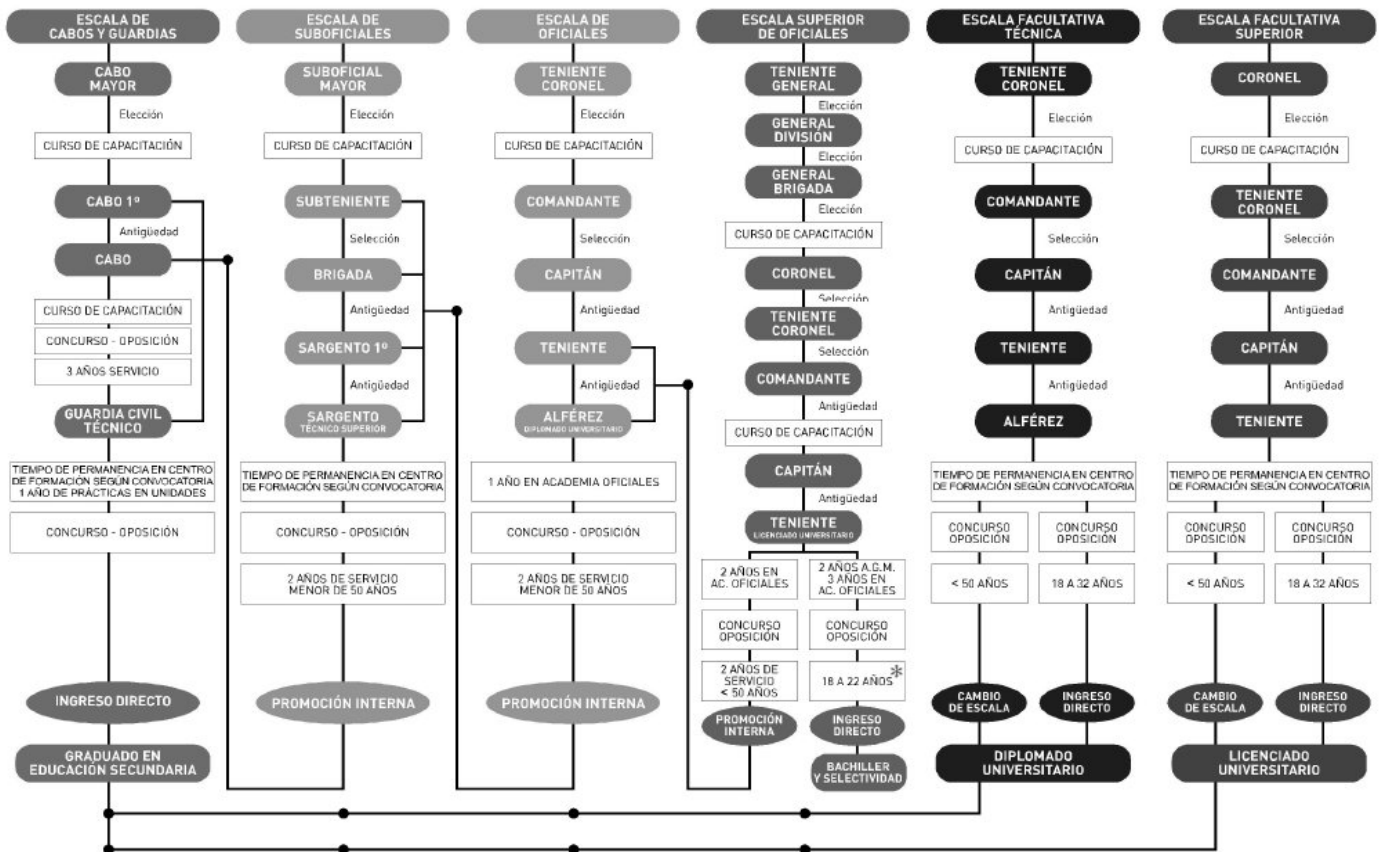 ESCALA DE
CABOS Y GUARDIAS
CABO
MAYOR
Elección
CURSO DE CAPACITACIÓN
CABO 1º
Antigüedad
CABO
CURSO DE CAPACITACIÓN
CONCURSO - OPOSICIÓN
3 AÑOS SERVICIO
GUARDIA CIVIL
TÉCNICO
TIEMPO DE PERMANENCIA EN CENTRO
DE FORMACIÓN SEGÚN CONVOCATORIA
1 AÑO DE PRÁCTICAS EN UNIDADES
CONCURSO - OPOSICIÓN
INGRESO DIRECTO
GRADUADO EN
EDUCACIÓN SECUNDARIA
ESCALA DE
SUBOFICIALES
SUBOFICIAL
MAYOR
Elección
CURSO DE CAPACITACIÓN
SUBTENIENTE
Selección
BRIGADA
Antigüedad
SARGENTO 1º
Antigüedad
SARGENTO
TÉCNICO SUPERIOR
TIEMPO DE PERMANENCIA EN CENTRO
DE FORMACIÓN SEGÚN CONVOCATORIA
CONCURSO - OPOSICIÓN
2 AÑOS DE SERVICIO
MENOR DE 50 AÑOS
PROMOCIÓN INTERNA
ESCALA DE
OFICIALES
TENIENTE
CORONEL
Elección
CURSO DE CAPACITACIÓN
COMANDANTE
Selección
CAPITÁN
Antigüedad
TENIENTE
Antigüedad
ALFÉREZ
DIPLOMADO UNIVERSITARIO
1 AÑO EN ACADEMIA OFICIALES
CONCURSO - OPOSICIÓN
2 AÑOS DE SERVICIO
MENOR DE 50 AÑOS
PROMOCIÓN INTERNA
ESCALA SUPERIOR
DE OFICIALES
TENIENTE
GENERAL
Elección
GENERAL
DIVISIÓN
Elección
GENERAL
BRIGADA
Elección
CURSO DE CAPACITACIÓN
CORONEL
Selección
TENIENTE
CORONEL
Selección
COMANDANTE
Antigüedad
CURSO DE CAPACITACIÓN
CAPITÁN
Antigüedad
TENIENTE
LICENCIADO UNIVERSITARIO
2 AÑOS EN
AC. OFICIALES
CONCURSO
OPOSICIÓN
2 AÑOS DE
SERVICIO
< 50 AÑOS
PROMOCIÓN
INTERNA
2 AÑOS A.G.M.
3 AÑOS EN
AC. OFICIALES
CONCURSO
OPOSICIÓN
18 A 22 AÑOS*
INGRESO
DIRECTO
BACHILLER
Y SELECTIVIDAD
ESCALA FACULTATIVA
TÉCNICA
TENIENTE
CORONEL
Elección
CURSO DE CAPACITACIÓN
COMANDANTE
Selección
CAPITÁN
Antigüedad
TENIENTE
Antigüedad
ALFÉREZ
TIEMPO DE PERMANENCIA EN CENTRO
DE FORMACIÓN SEGÚN CONVOCATORIA
CONCURSO
OPOSICIÓN
< 50 AÑOS
CAMBIO
DE ESCALA
CONCURSO
OPOSICIÓN
18 A 32 AÑOS
INGRESO
DIRECTO
DIPLOMADO
UNIVERSITARIO
ESCALA FACULTATIVA
SUPERIOR
CORONEL
Elección
CURSO DE CAPACITACIÓN
TENIENTE
CORONEL
Selección
COMANDANTE
Antigüedad
CAPITÁN
Antigüedad
TENIENTE
TIEMPO DE PERMANENCIA EN CENTRO
DE FORMACIÓN SEGÚN CONVOCATORIA
CONCURSO
OPOSICIÓN
< 50 AÑOS
CAMBIO
DE ESCALA
CONCURSO
OPOSICIÓN
18 A 32 AÑOS
INGRESO
DIRECTO
LICENCIADO
UNIVERSITARIO